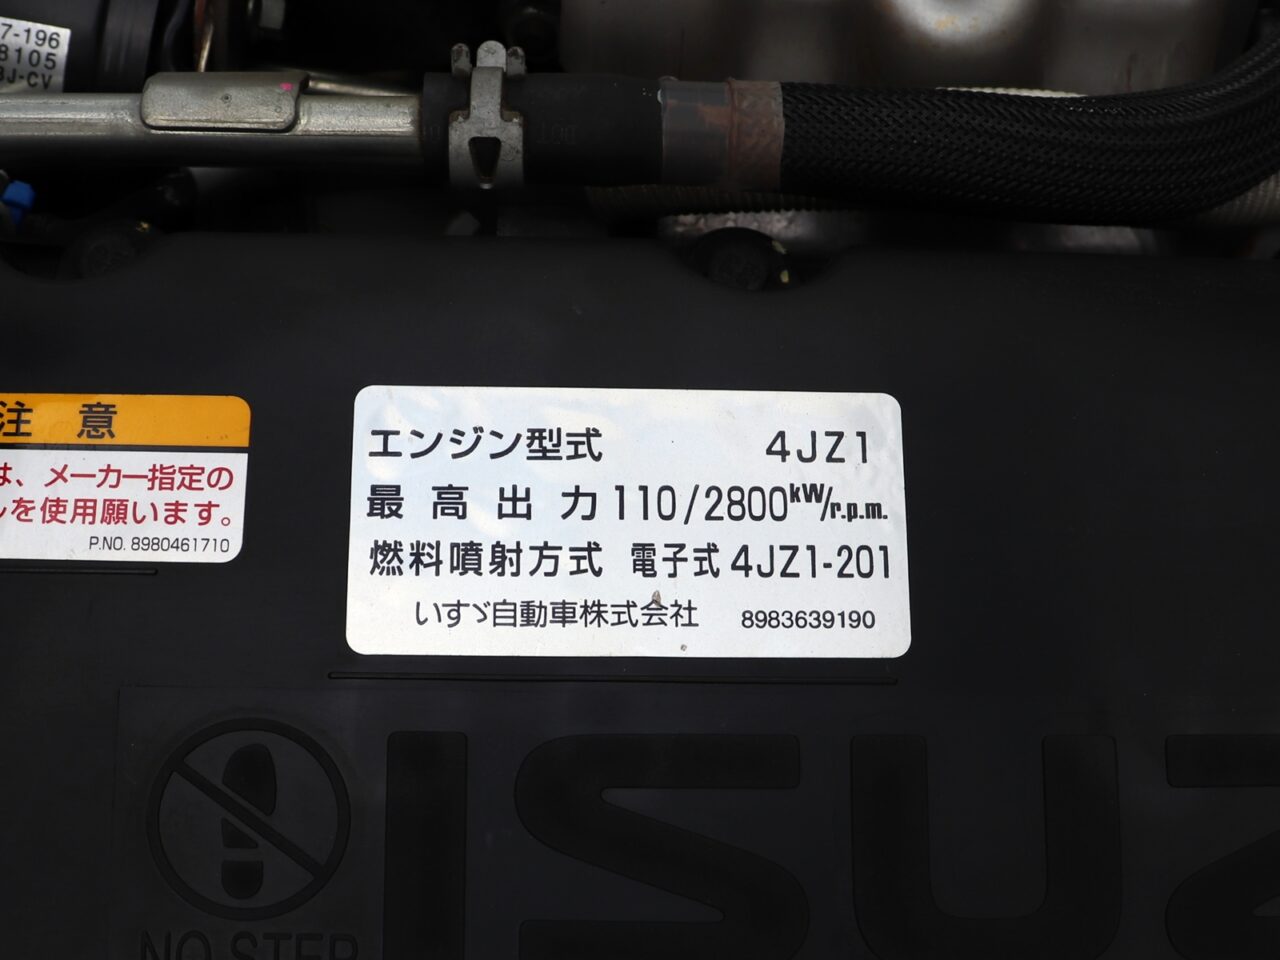 7-196
8105
3J-CV
注 意
は、メーカー指定の
を使用願います。
P.NO. 8980461710
エンジン型式 4JZ1
最高出力 110/2800kW/r.p.m.
燃料噴射方式 電子式 4JZ1-201
いすゞ自動車株式会社 8983639190
ISUZ
NO STEP